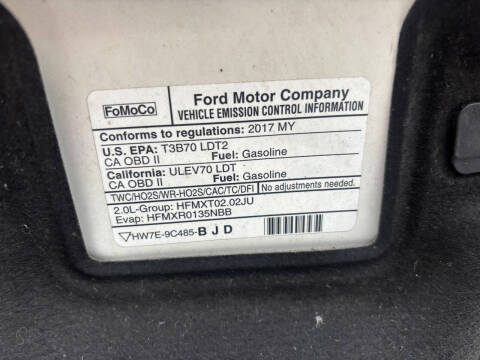 FoMoCo
Ford Motor Company
VEHICLE EMISSION CONTROL INFORMATION
Conforms to regulations: 2017 MY
U.S. EPA: T3B70 LDT2
CA OBD II Fuel: Gasoline
California: ULEV70 LDT
CA OBD II Fuel: Gasoline
TWC/HO2S/WR-HO2S/CAC/TC/DFI No adjustments needed.
2.0L-Group: HFMXT02.02JU
Evap: HFMXR0135NBB
HW7E-9C485-B J D